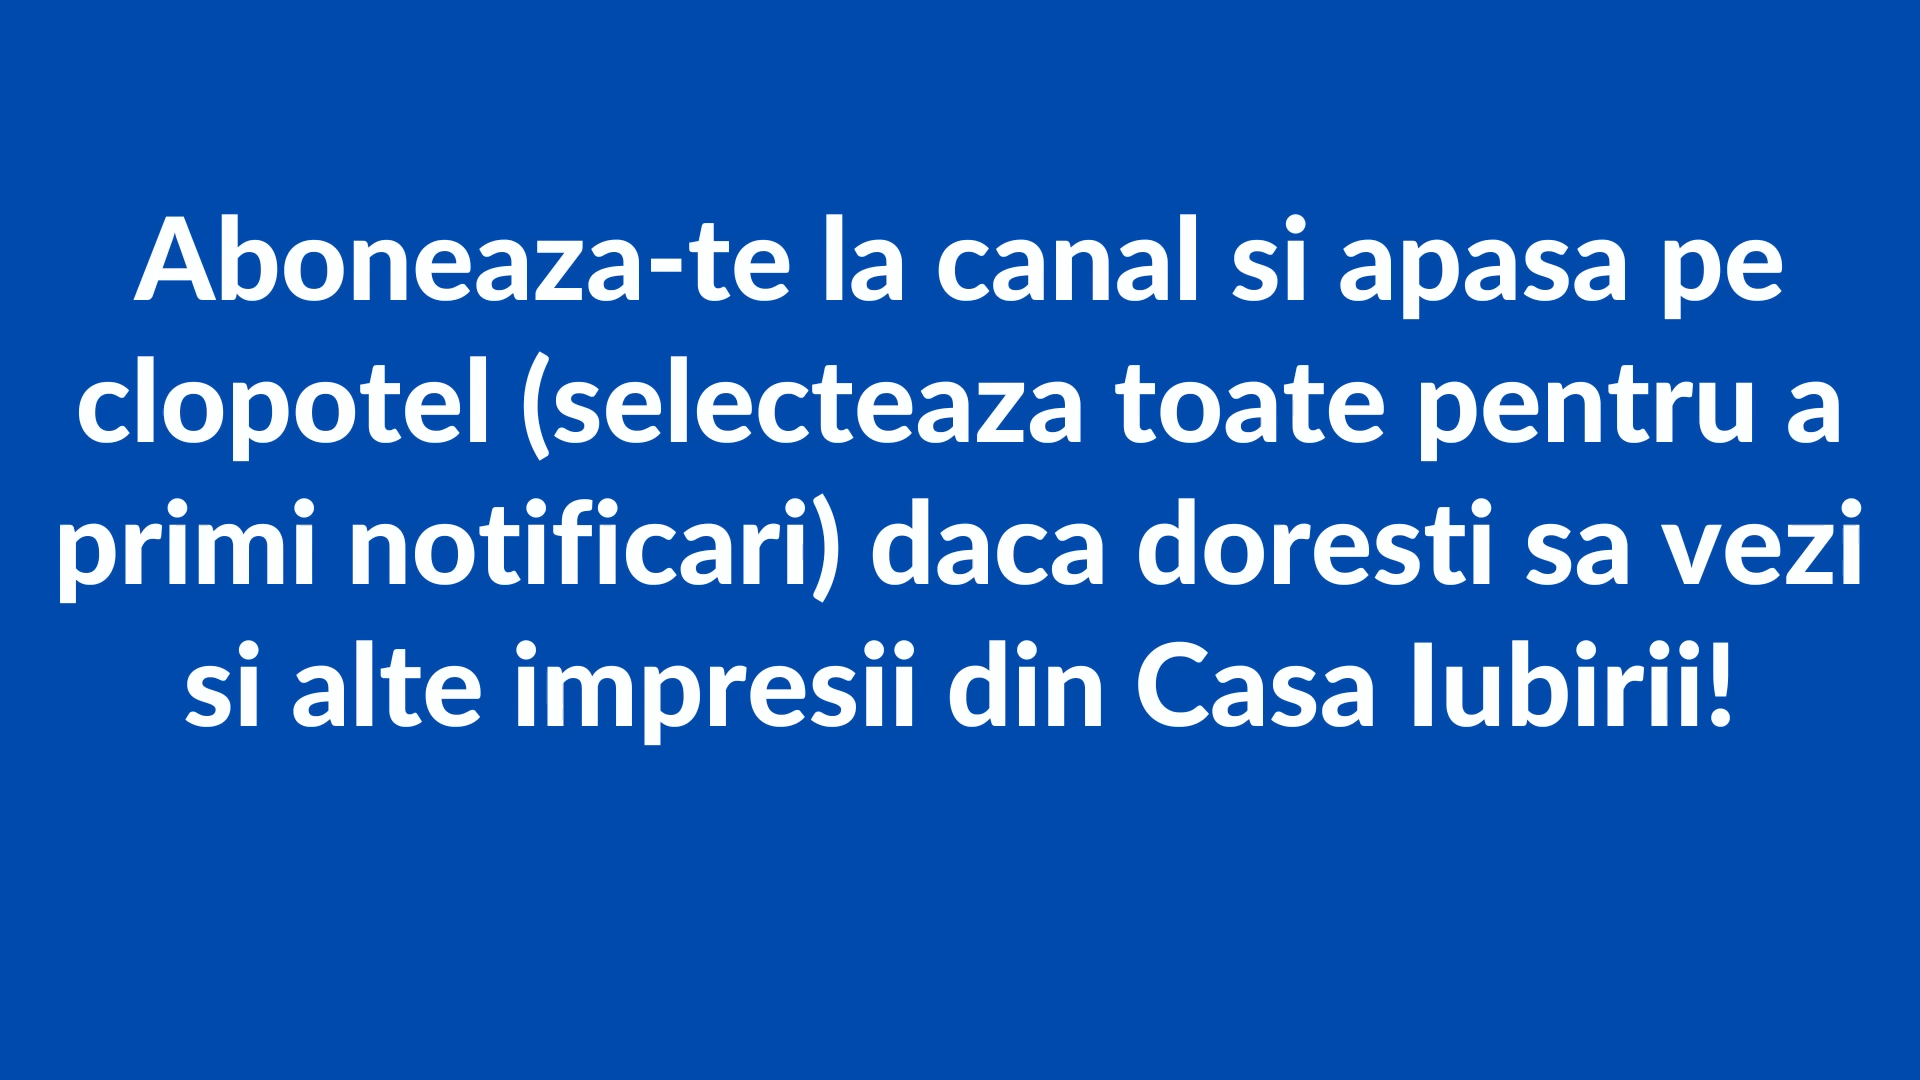 Aboneaza-te la canal si apasa pe
clopotel (selecteaza toate pentru a
primi notificari) daca doresti sa vezi
si alte impresii din Casa Iubirii!